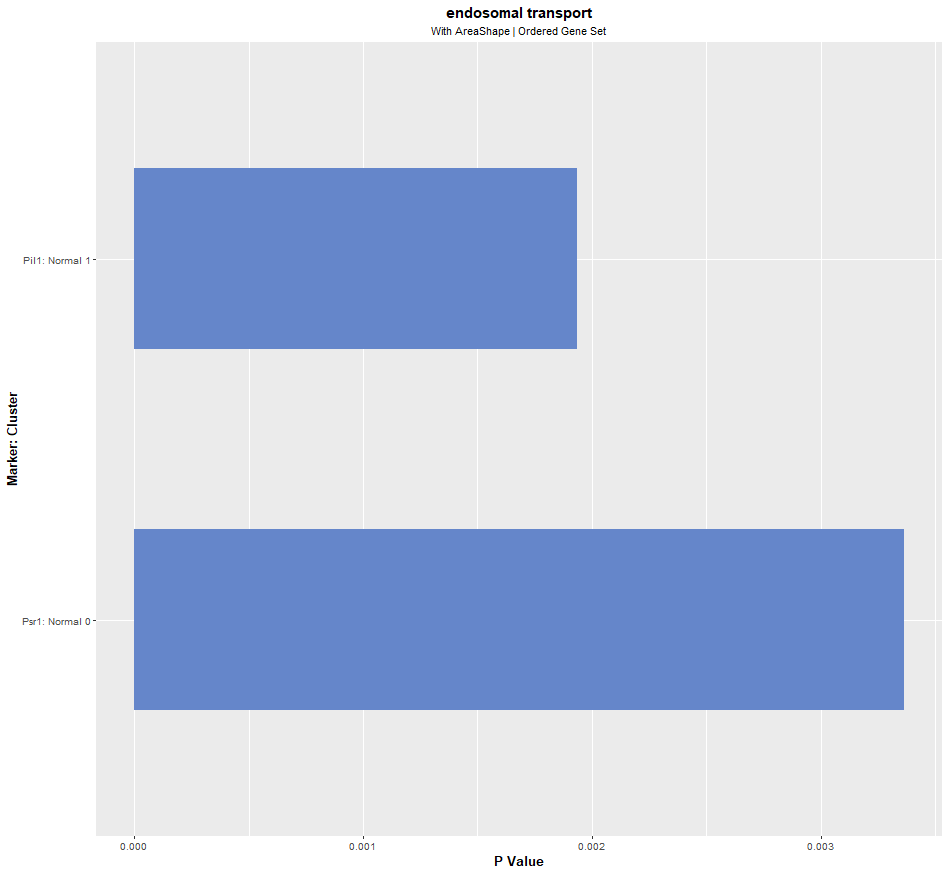 endosomal transport
With AreaShape | Ordered Gene Set
Marker: Cluster
Pil1: Normal 1
Psr1: Normal 0
0.000
0.001
0.002
0.003
P Value